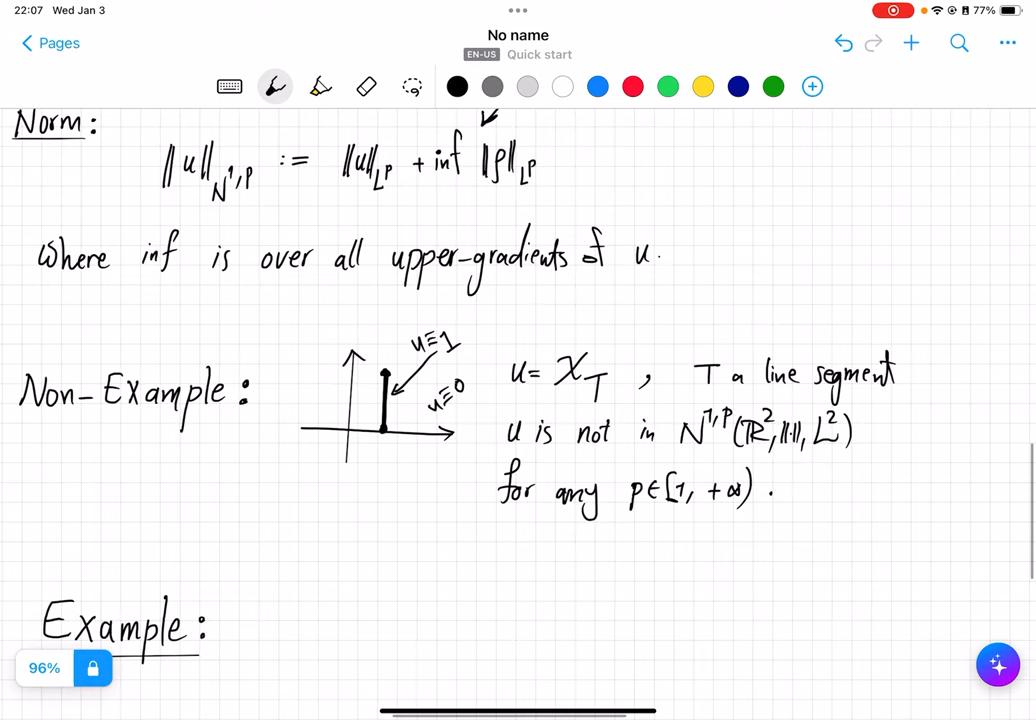 22:07 Wed Jan 3
77%
Pages
No name
EN-US Quick start
Norm:
||u||_{N^{1,P}} := ||u||_{L^P} + inf ||ρ||_{L^P}
Where inf is over all upper-gradients of u.
Non-Example:
u≡1
u≡0
u = χ_T , T a line segment
u is not in N^{1,P}(ℝ^2, ||·||, L^2)
for any p∈[1, +∞).
Example:
96%